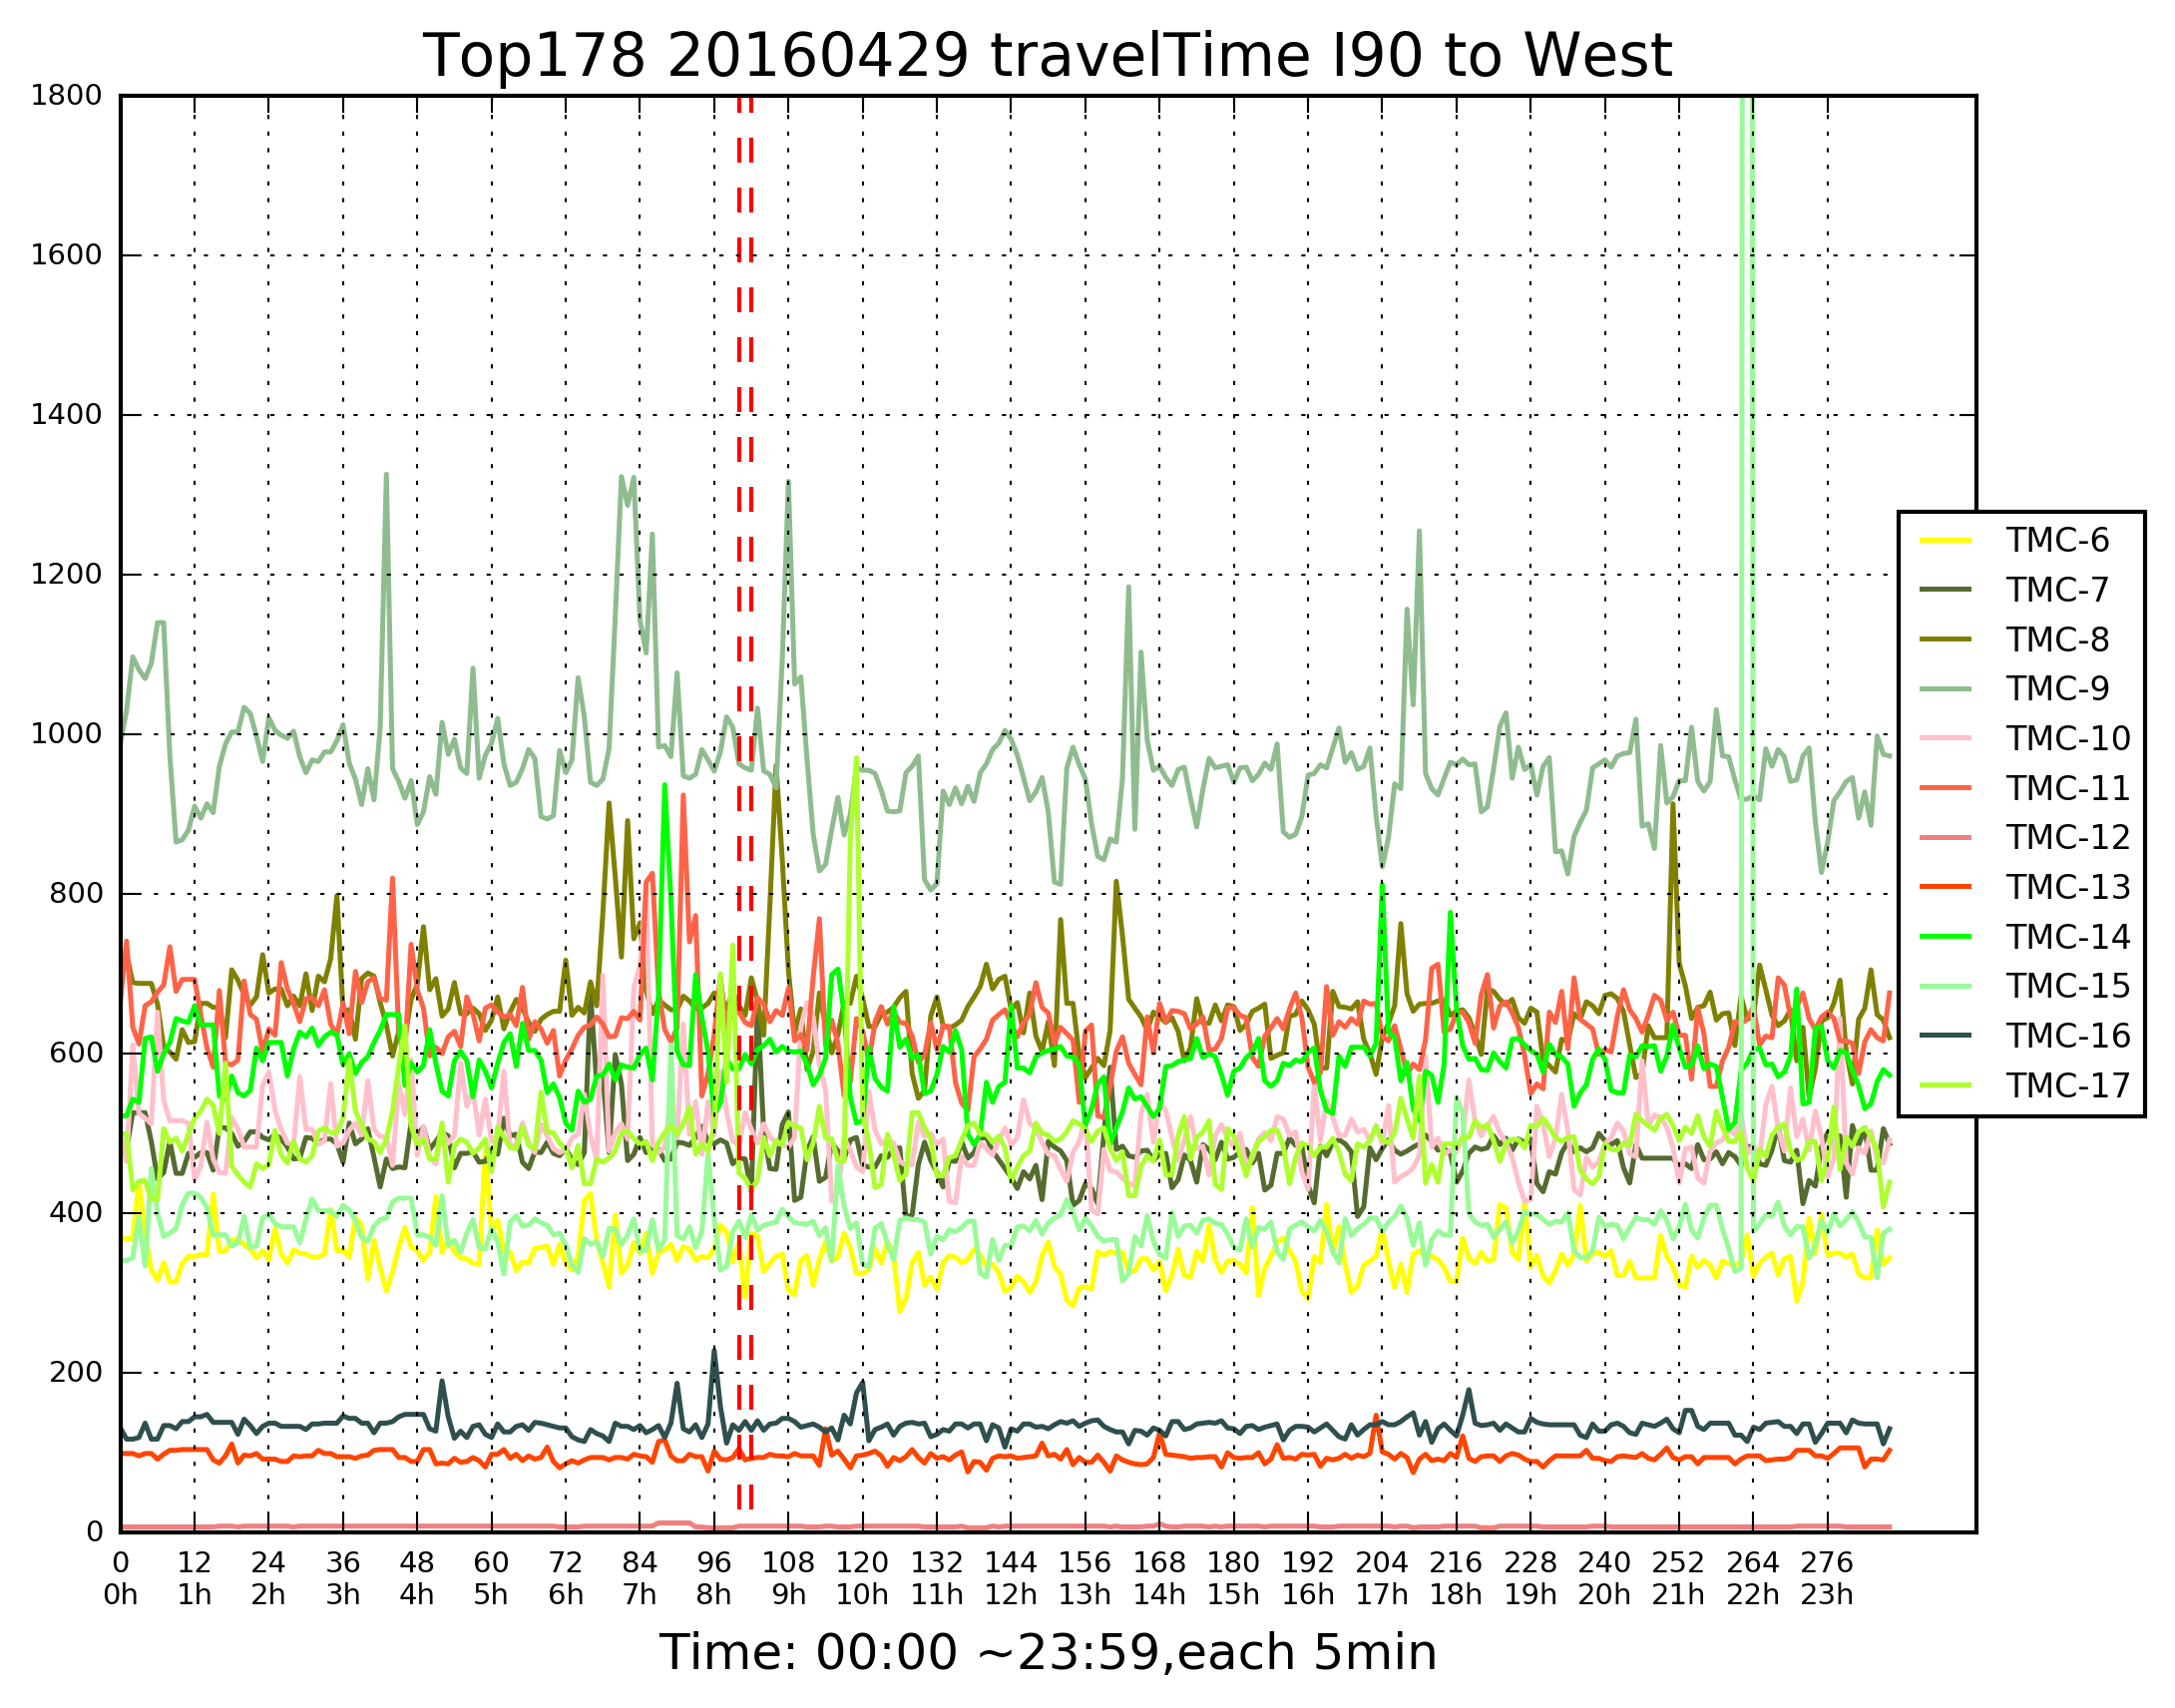 Top178 20160429 travelTime I90 to West
1800
1600
1400
1200
1000
800
600
400
200
0
TMC-6
TMC-7
TMC-8
TMC-9
TMC-10
TMC-11
TMC-12
TMC-13
TMC-14
TMC-15
TMC-16
TMC-17
0 12 24 36 48 60 72 84 96 108 120 132 144 156 168 180 192 204 216 228 240 252 264 276
0h 1h 2h 3h 4h 5h 6h 7h 8h 9h 10h 11h 12h 13h 14h 15h 16h 17h 18h 19h 20h 21h 22h 23h
Time: 00:00 ~23:59,each 5min